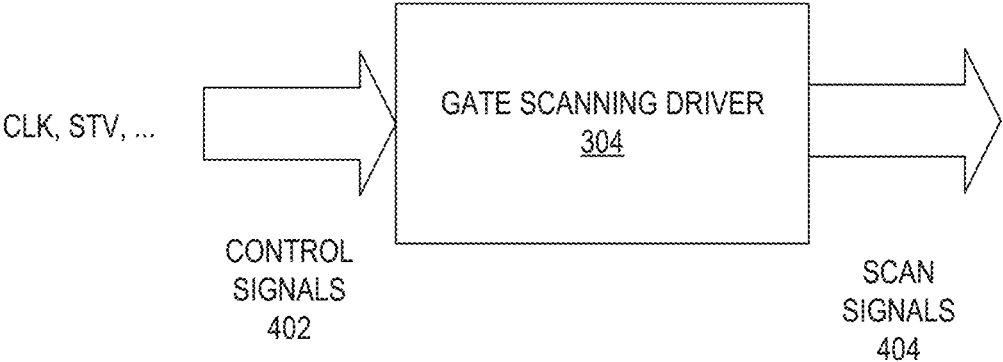 CLK, STV, ...
GATE SCANNING DRIVER
304
CONTROL
SIGNALS
402
SCAN
SIGNALS
404